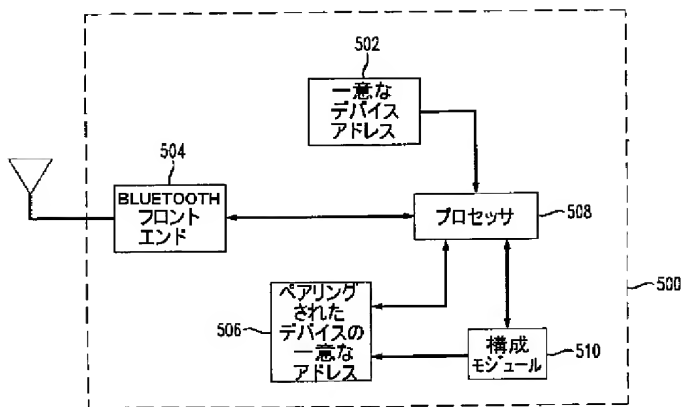 502
一意な
デバイス
アドレス
504
BLUETOOTH
フロント
エンド
プロセッサ
508
500
506
ペアリング
された
デバイスの
一意な
アドレス
構成
モジュール
510